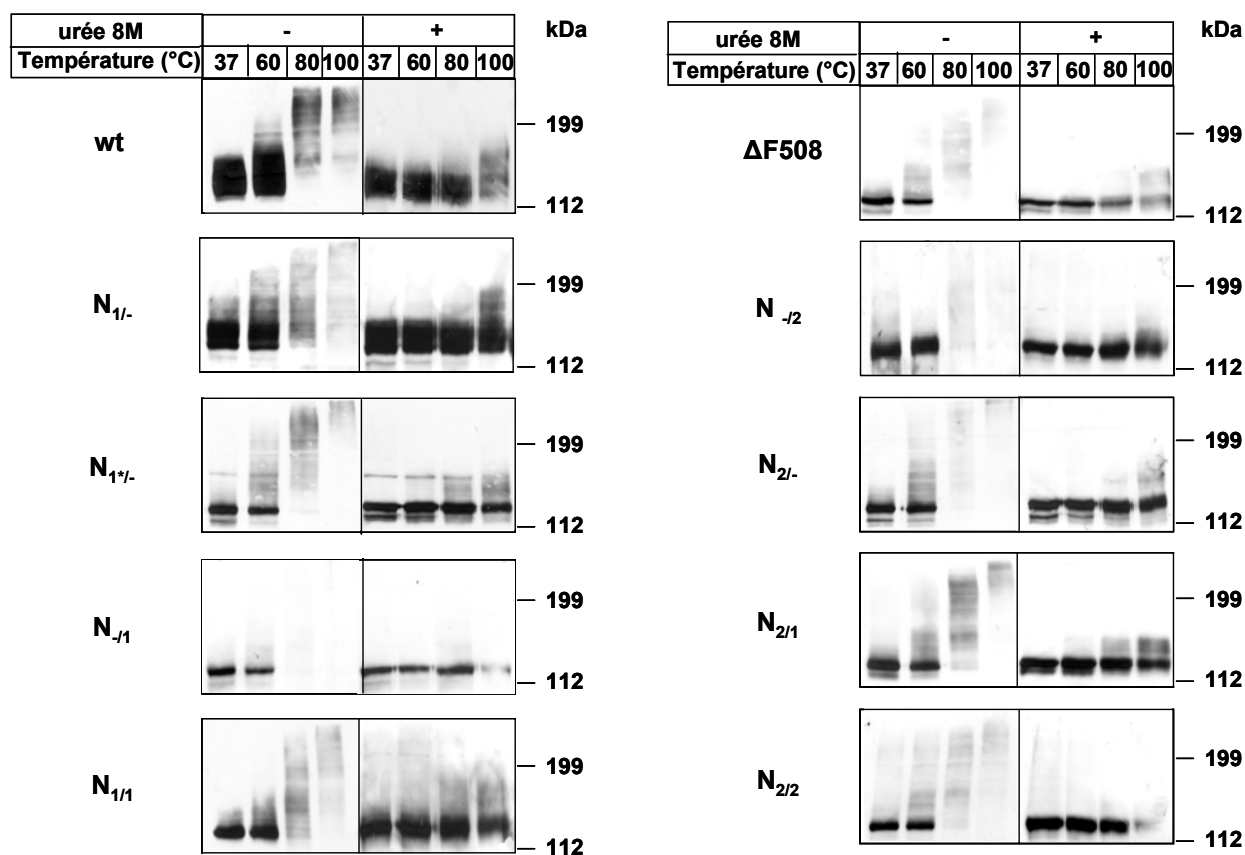 urée 8M - + kDa
Température (°C) 37 60 80 100 37 60 80 100
wt 199
112
N1/- 199
112
N1*/- 199
112
N-/1 199
112
N1/1 199
112
urée 8M - + kDa
Température (°C) 37 60 80 100 37 60 80 100
ΔF508 199
112
N -/2 199
112
N2/- 199
112
N2/1 199
112
N2/2 199
112